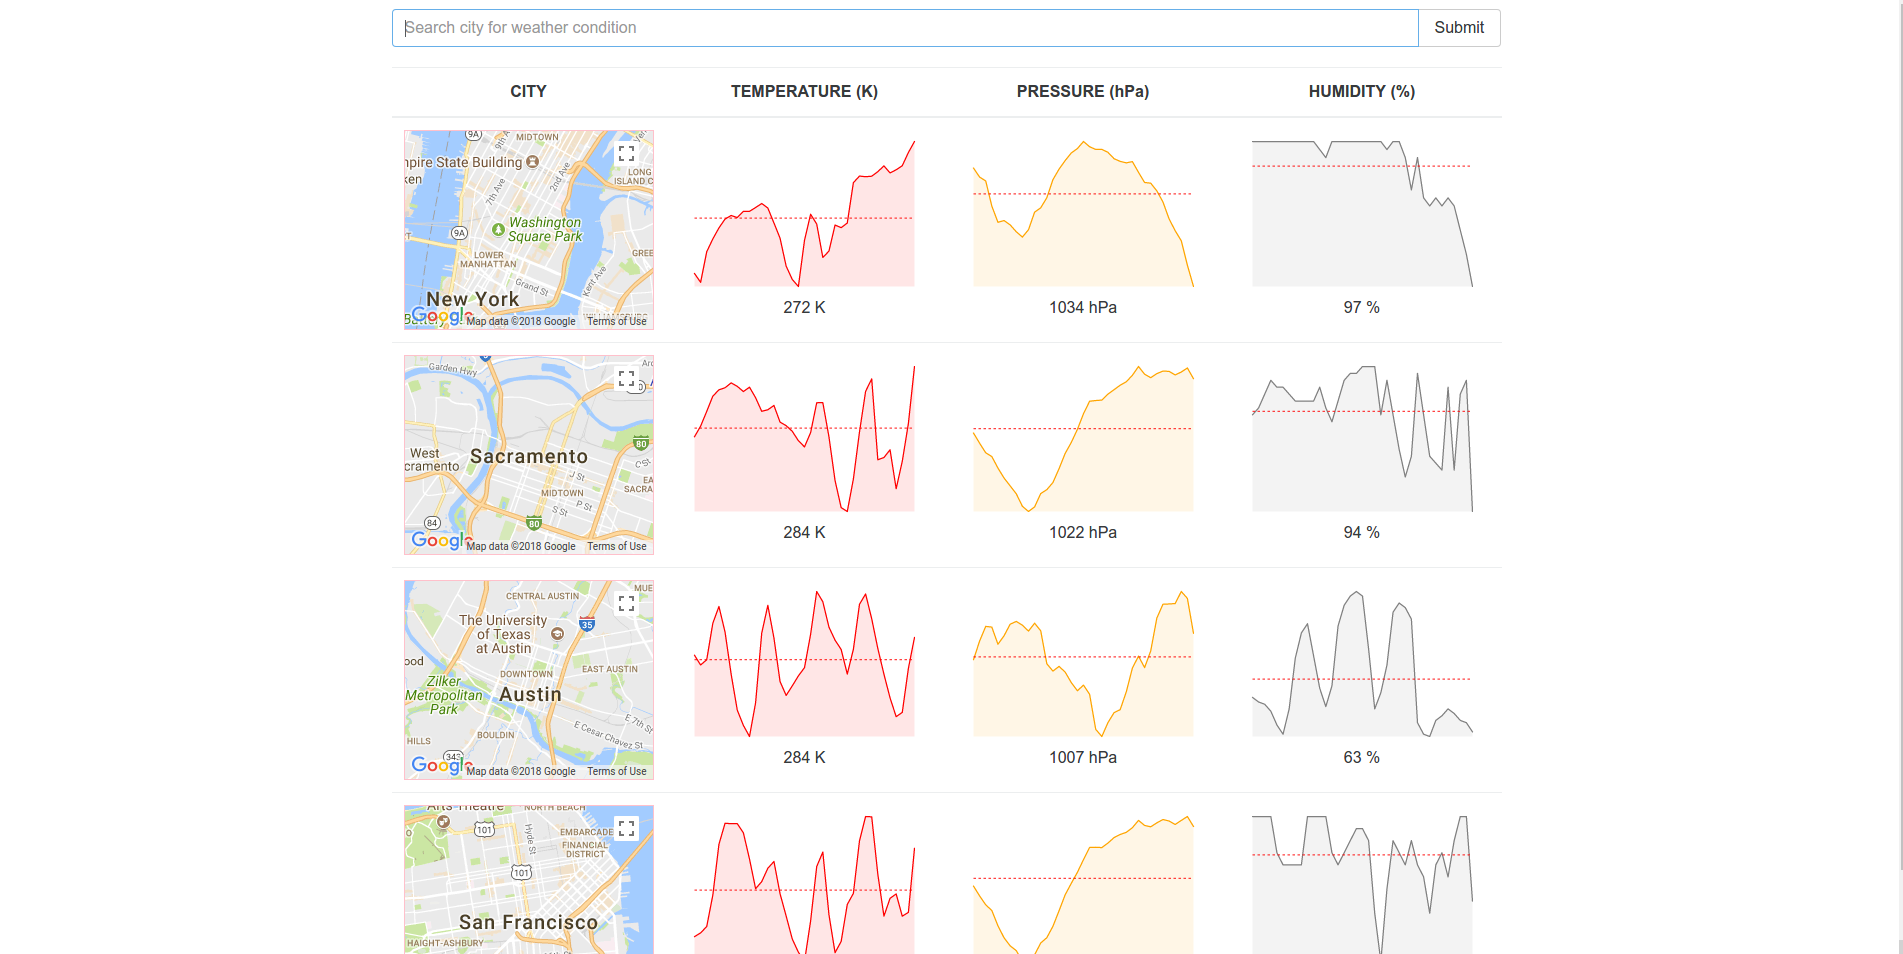 Search city for weather condition
Submit
CITY
TEMPERATURE (K)
PRESSURE (hPa)
HUMIDITY (%)
9A
9th A
MIDTOWN
pire State Building
ken
2nd Ave
7th Ave
LONG
ISLAND C
Washington
Square Park
9A
T
LOWER
MANHATTAN
GREE
Grand St
Kent Ave
New York
Google
Map data ©2018 Google
Terms of Use
272 K
1034 hPa
97 %
Garden Hwy
West
cramento
Sacramento
80
C St
J St
EA
SACRA
MIDTOWN
P St
S St
84
80
Google
Map data ©2018 Google
Terms of Use
284 K
1022 hPa
94 %
MUE
CENTRAL AUSTIN
The University
of Texas
at Austin
35
ood
EAST AUSTIN
DOWNTOWN
Zilker
Metropolitan
Park
Austin
E 7th St
E Cesar Chavez St
BOULDIN
HILLS
343
Google
Map data ©2018 Google
Terms of Use
284 K
1007 hPa
63 %
Arts Theatre
NORTH BEACH
101
Hyde St
EMBARCADE
FINANCIAL
DISTRICT
101
San Francisco
HAIGHT-ASHBURY